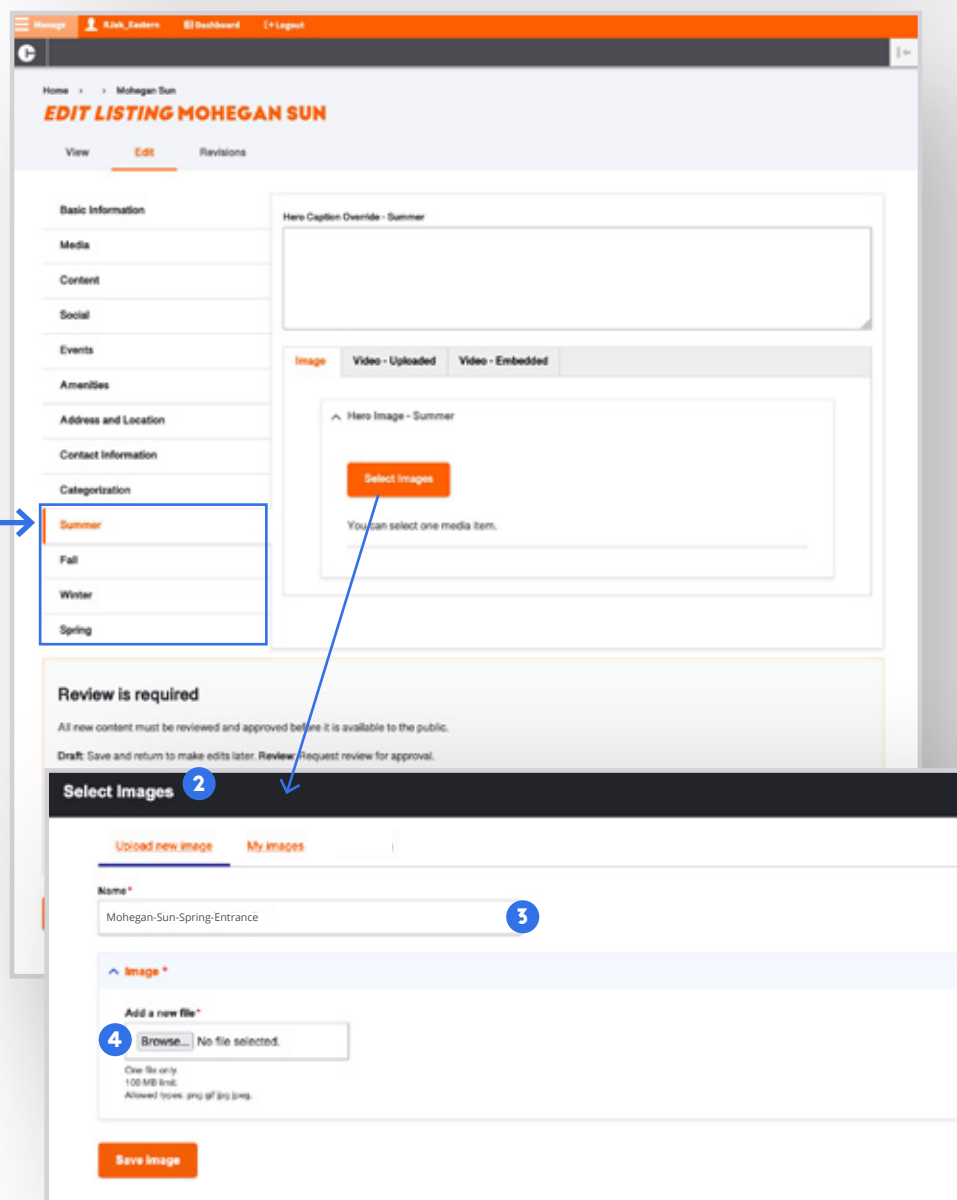 Manage RJak_Eastern Dashboard Logout
C
Home › › Mohegan Sun
EDIT LISTING MOHEGAN SUN
View Edit Revisions
Basic Information
Media
Content
Social
Events
Amenities
Address and Location
Contact Information
Categorization
Summer
Fall
Winter
Spring
Hero Caption Override - Summer
Image Video - Uploaded Video - Embedded
Hero Image - Summer
Select Images
You can select one media item.
Review is required
All new content must be reviewed and approved before it is available to the public.
Draft: Save and return to make edits later. Review: Request review for approval.
Select Images 2
Upload new image My images
Name*
Mohegan-Sun-Spring-Entrance 3
Image *
Add a new file*
4 Browse... No file selected.
One file only.
100 MB limit.
Allowed types: png gif jpg jpeg.
Save Image